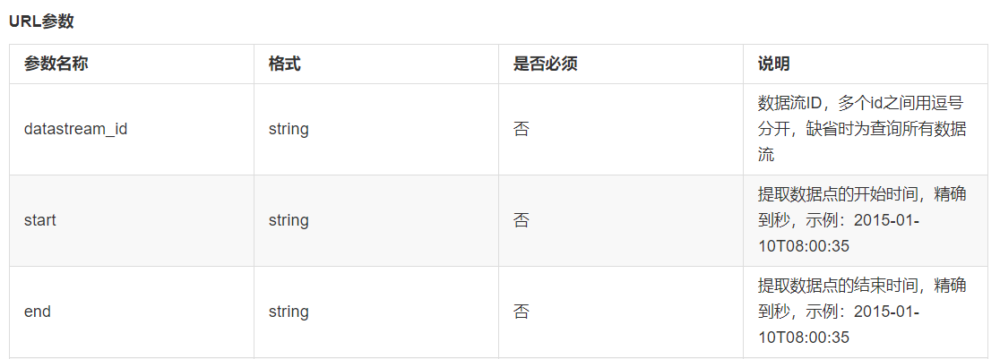 URL参数
参数名称 格式 是否必须 说明
datastream_id string 否 数据流ID，多个id之间用逗号
分开，缺省时为查询所有数据
流
start string 否 提取数据点的开始时间，精确
到秒，示例：2015-01-
10T08:00:35
end string 否 提取数据点的结束时间，精确
到秒，示例：2015-01-
10T08:00:35